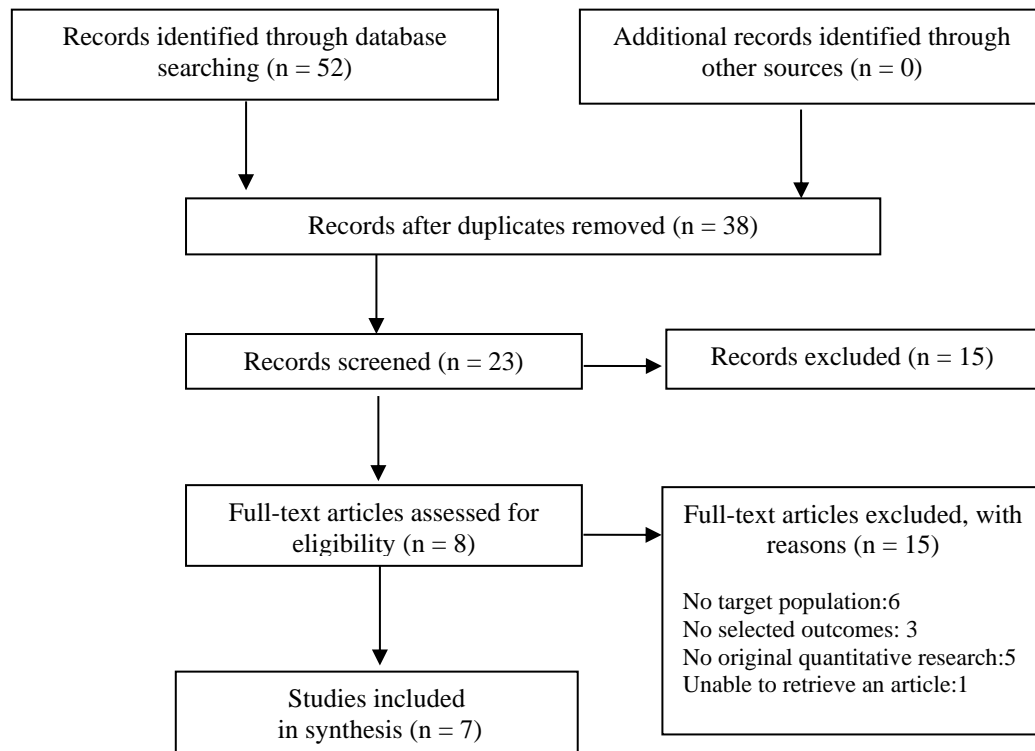 Records identified through database
searching (n = 52)
Additional records identified through
other sources (n = 0)
Records after duplicates removed (n = 38)
Records screened (n = 23)
Records excluded (n = 15)
Full-text articles assessed for
eligibility (n = 8)
Full-text articles excluded, with
reasons (n = 15)
No target population:6
No selected outcomes: 3
No original quantitative research:5
Unable to retrieve an article:1
Studies included
in synthesis (n = 7)